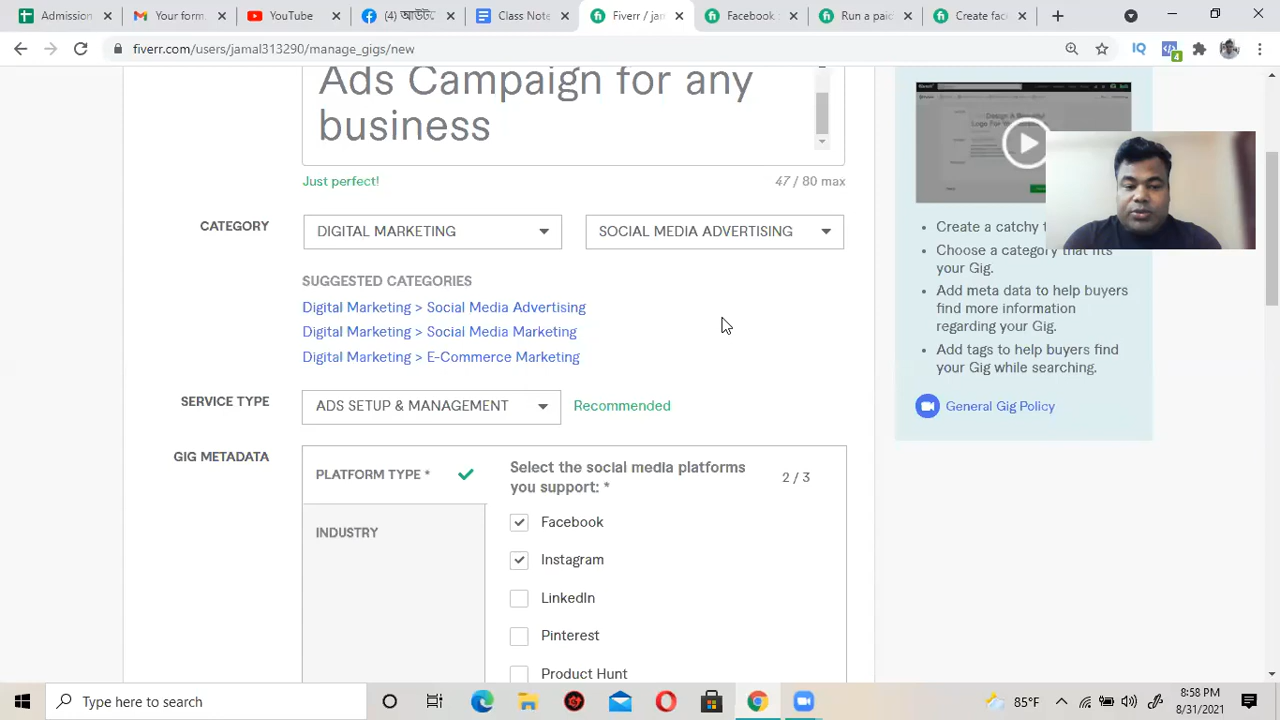 Admission
Your form
YouTube
Class Note
Fiverr / jam
Facebook
Run a paid
Create fac
fiverr.com/users/jamal313290/manage_gigs/new
4
Ads Campaign for any
business
Just perfect!
47 / 80 max
CATEGORY
DIGITAL MARKETING
SOCIAL MEDIA ADVERTISING
SUGGESTED CATEGORIES
Digital Marketing > Social Media Advertising
Digital Marketing > Social Media Marketing
Digital Marketing > E-Commerce Marketing
SERVICE TYPE
ADS SETUP & MANAGEMENT
Recommended
GIG METADATA
PLATFORM TYPE *
INDUSTRY
Select the social media platforms
you support: *
2 / 3
Facebook
Instagram
LinkedIn
Pinterest
Product Hunt
Create a catchy
Choose a category that fits
your Gig.
Add meta data to help buyers
find more information
regarding your Gig.
Add tags to help buyers find
your Gig while searching.
General Gig Policy
Type here to search
85°F
8:58 PM
8/31/2021